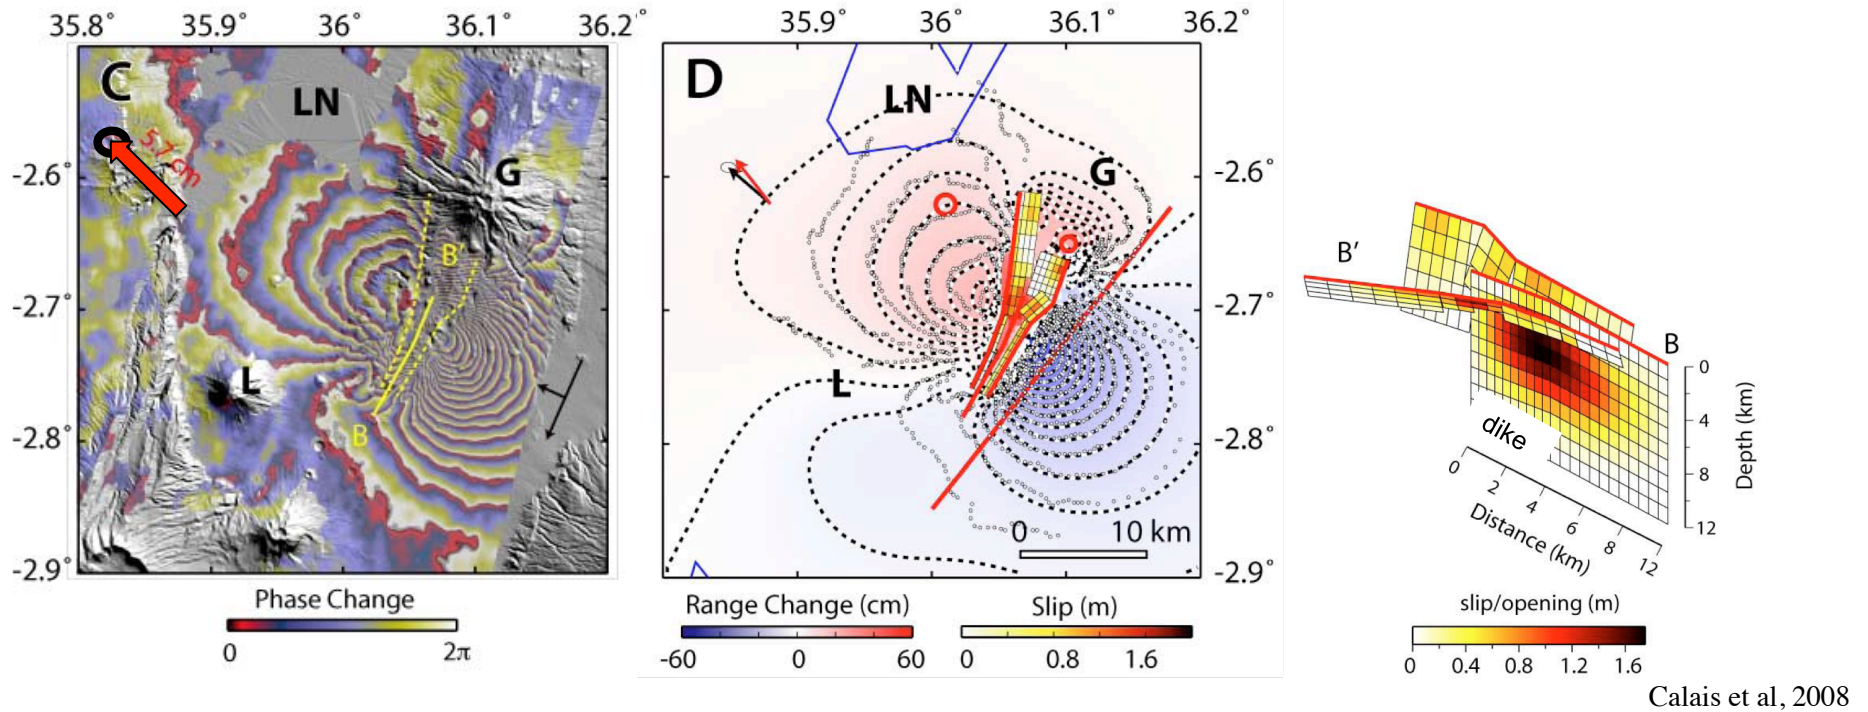 35.8° 35.9° 36° 36.1° 36.2°
C
LN
5.7 cm
G
B'
L
B
-2.6°
-2.7°
-2.8°
-2.9°
Phase Change
0 2π
35.9° 36° 36.1° 36.2°
D
LN
G
L
0 10 km
-2.6°
-2.7°
-2.8°
-2.9°
Range Change (cm)
-60 0 60
Slip (m)
0 0.8 1.6
B′
B
dike
0
4
8
12
Depth (km)
0 2 4 6 8 12
Distance (km)
slip/opening (m)
0 0.4 0.8 1.2 1.6
Calais et al, 2008